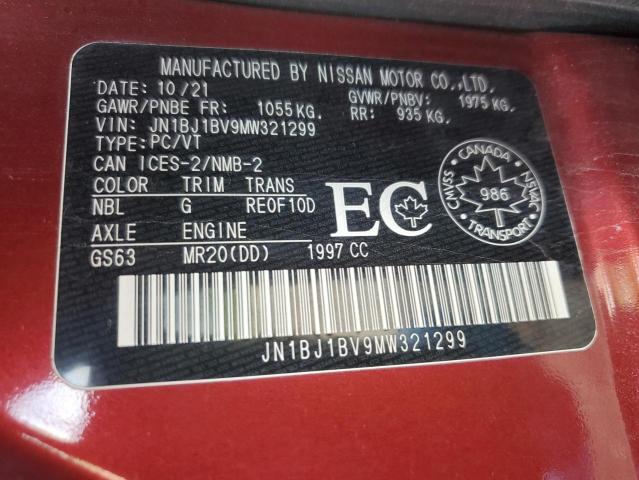 MANUFACTURED BY NISSAN MOTOR CO.,LTD.
DATE: 10/21 GVWR/PNBV: 1975 KG.
GAWR/PNBE FR: 1055 KG. RR: 935 KG.
VIN: JN1BJ1BV9MW321299
TYPE: PC/VT
CAN ICES-2/NMB-2
COLOR TRIM TRANS
NBL G RE0F10D
AXLE ENGINE
GS63 MR20(DD) 1997 CC
EC
CANADA
CMVSS NSVAC
986
TRANSPORT
JN1BJ1BV9MW321299